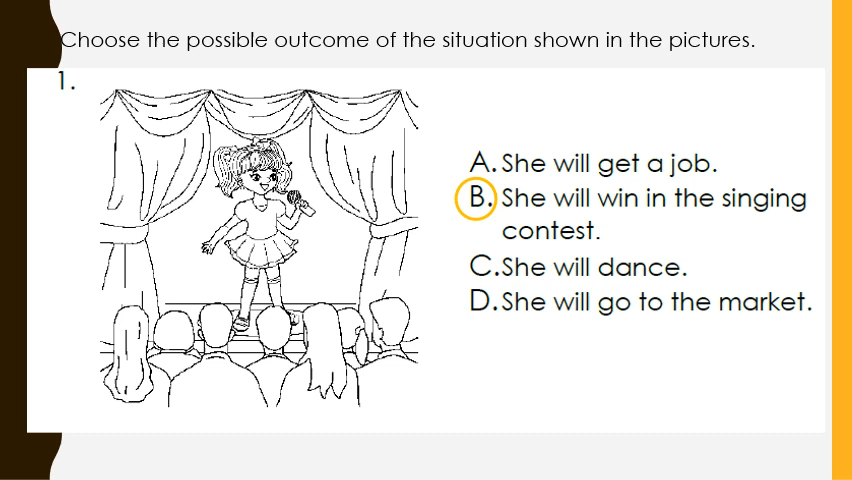 Choose the possible outcome of the situation shown in the pictures.
1.
A. She will get a job.
B. She will win in the singing
contest.
C. She will dance.
D. She will go to the market.